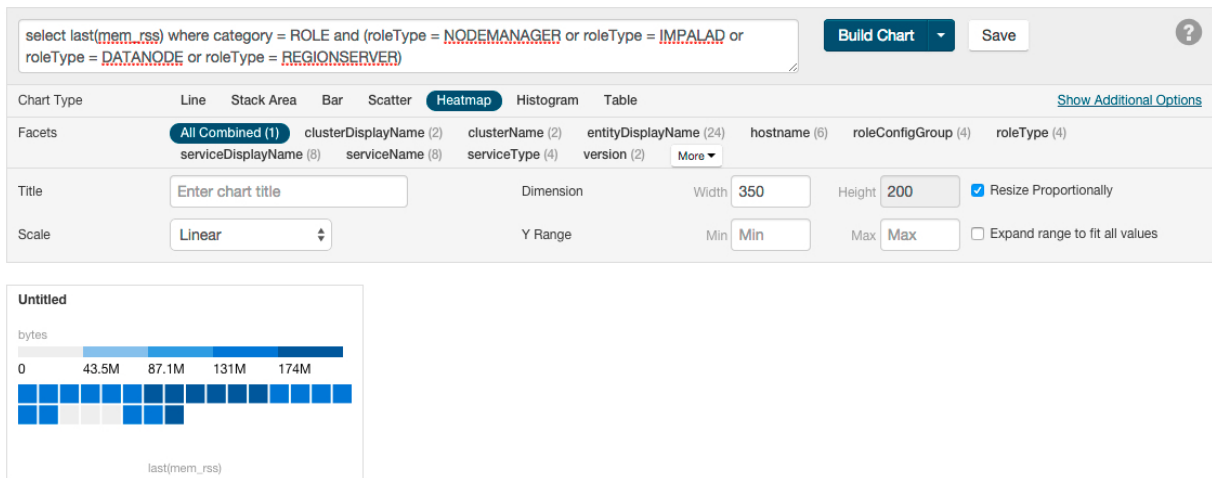 select last(mem_rss) where category = ROLE and (roleType = NODEMANAGER or roleType = IMPALAD or
roleType = DATANODE or roleType = REGIONSERVER)
Build Chart
Save
?
Chart Type Line Stack Area Bar Scatter Heatmap Histogram Table Show Additional Options
Facets All Combined (1) clusterDisplayName (2) clusterName (2) entityDisplayName (24) hostname (6) roleConfigGroup (4) roleType (4)
serviceDisplayName (8) serviceName (8) serviceType (4) version (2) More
Title Enter chart title Dimension Width 350 Height 200 Resize Proportionally
Scale Linear Y Range Min Min Max Max Expand range to fit all values
Untitled
bytes
0 43.5M 87.1M 131M 174M
last(mem_rss)